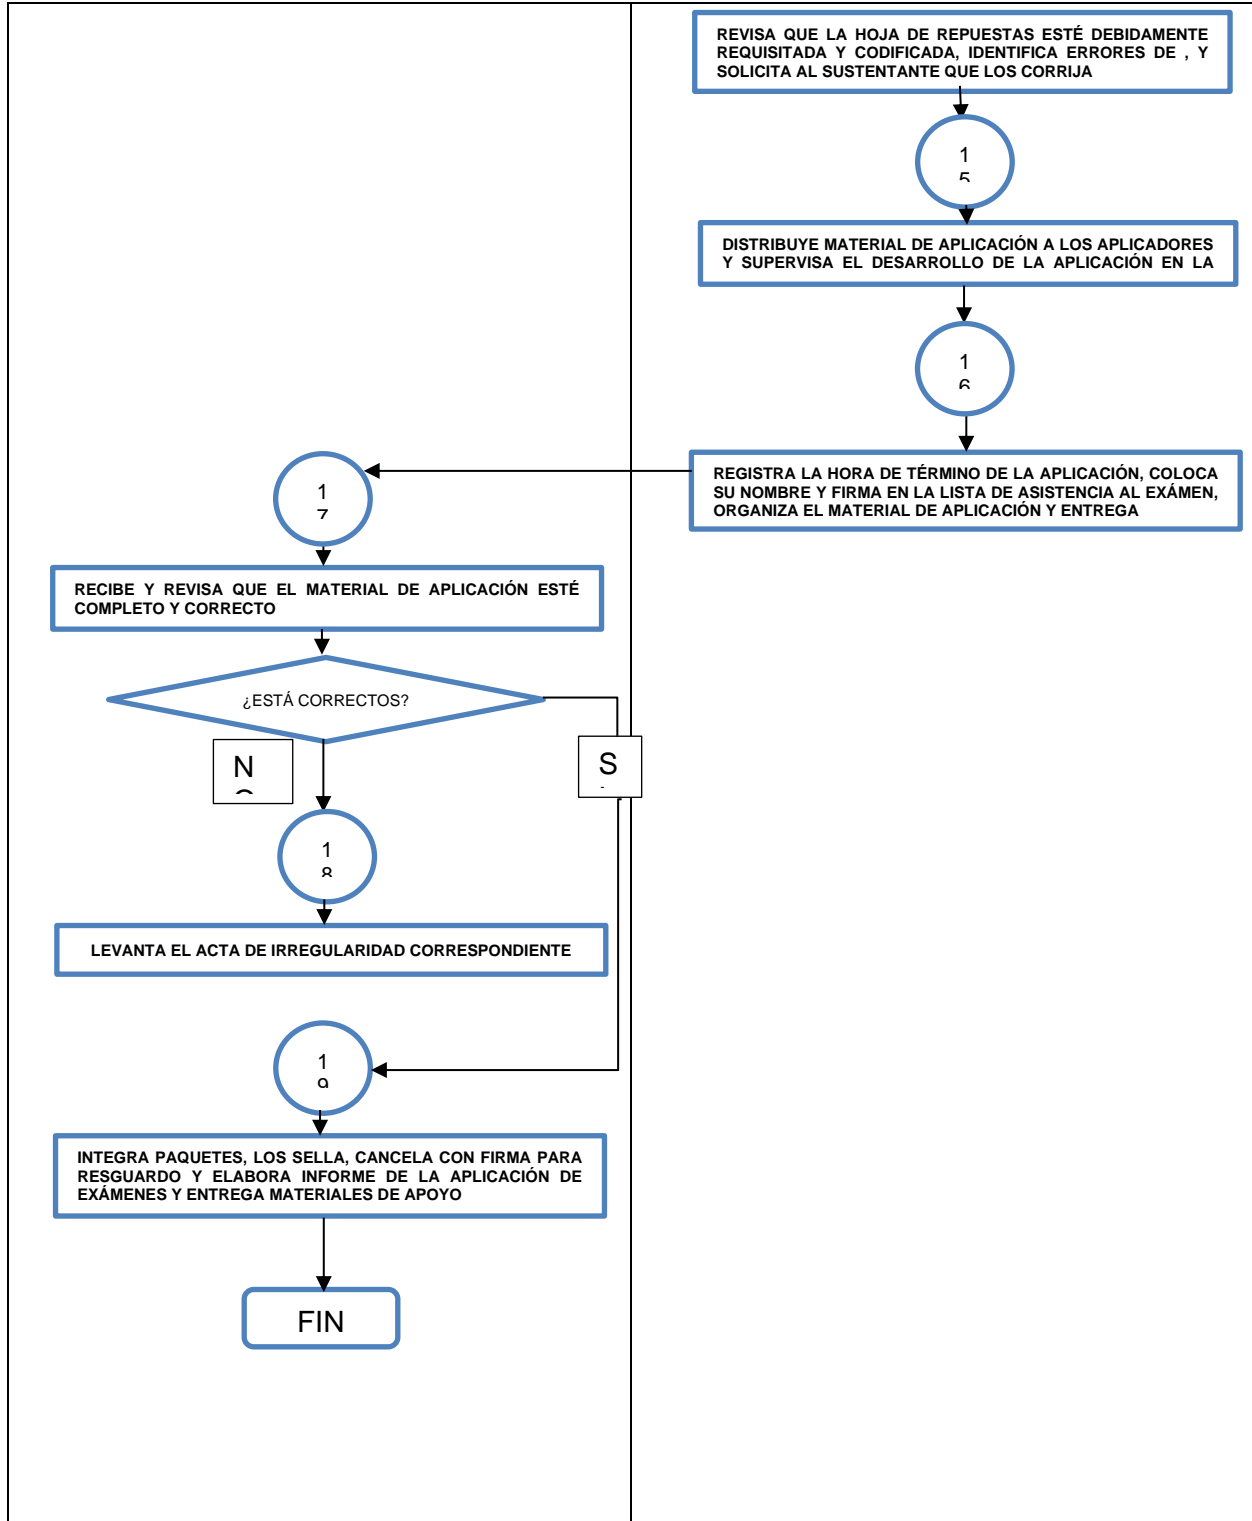 REVISA QUE LA HOJA DE REPUESTAS ESTÉ DEBIDAMENTE
REQUISITADA Y CODIFICADA, IDENTIFICA ERRORES DE , Y
SOLICITA AL SUSTENTANTE QUE LOS CORRIJA
1
5
DISTRIBUYE MATERIAL DE APLICACIÓN A LOS APLICADORES
Y SUPERVISA EL DESARROLLO DE LA APLICACIÓN EN LA
1
6
REGISTRA LA HORA DE TÉRMINO DE LA APLICACIÓN, COLOCA
SU NOMBRE Y FIRMA EN LA LISTA DE ASISTENCIA AL EXÁMEN,
ORGANIZA EL MATERIAL DE APLICACIÓN Y ENTREGA
1
7
RECIBE Y REVISA QUE EL MATERIAL DE APLICACIÓN ESTÉ
COMPLETO Y CORRECTO
¿ESTÁ CORRECTOS?
N
O
S
1
8
LEVANTA EL ACTA DE IRREGULARIDAD CORRESPONDIENTE
1
9
INTEGRA PAQUETES, LOS SELLA, CANCELA CON FIRMA PARA
RESGUARDO Y ELABORA INFORME DE LA APLICACIÓN DE
EXÁMENES Y ENTREGA MATERIALES DE APOYO
FIN